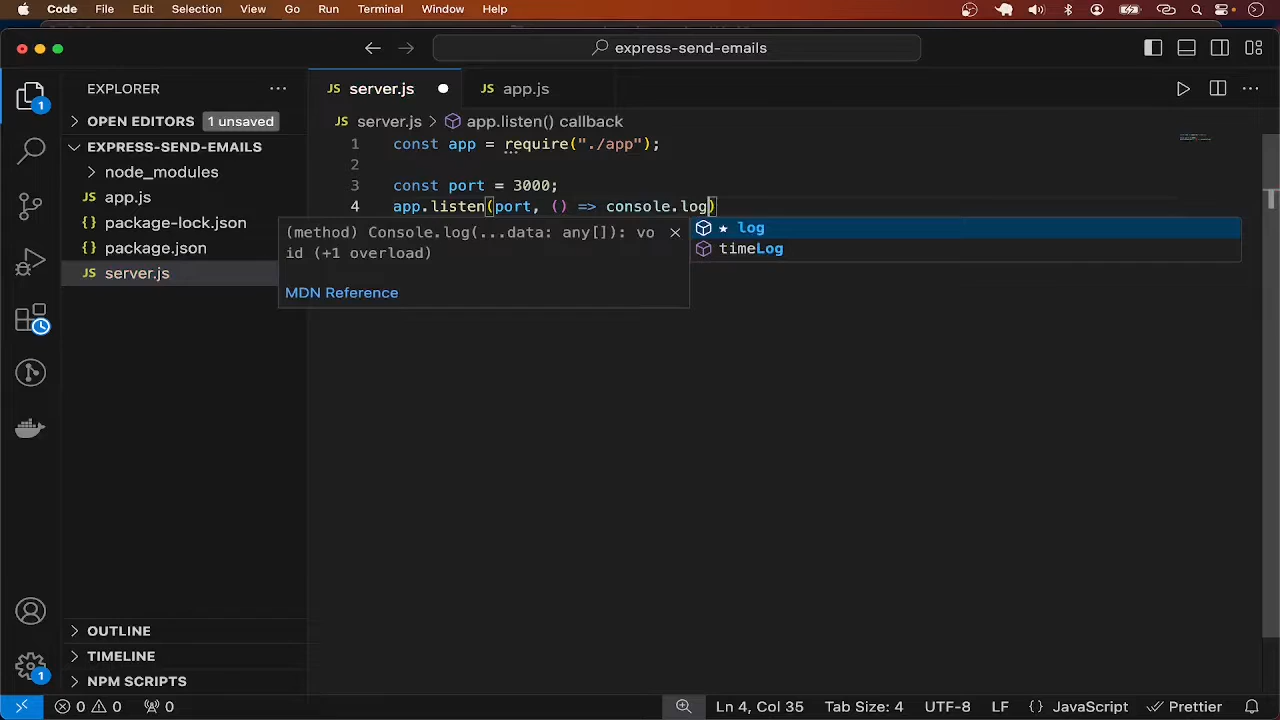 Code File Edit Selection View Go Run Terminal Window Help
express-send-emails
EXPLORER
1
OPEN EDITORS 1 unsaved
EXPRESS-SEND-EMAILS
node_modules
JS app.js
{} package-lock.json
{} package.json
JS server.js
OUTLINE
TIMELINE
NPM SCRIPTS
1
JS server.js
JS app.js
JS server.js > app.listen() callback
1 const app = require("./app");
2
3 const port = 3000;
4 app.listen(port, () => console.log)
(method) Console.log(...data: any[]): vo
id (+1 overload)
MDN Reference
log
timeLog
0 0 0 Ln 4, Col 35 Tab Size: 4 UTF-8 LF {} JavaScript Prettier